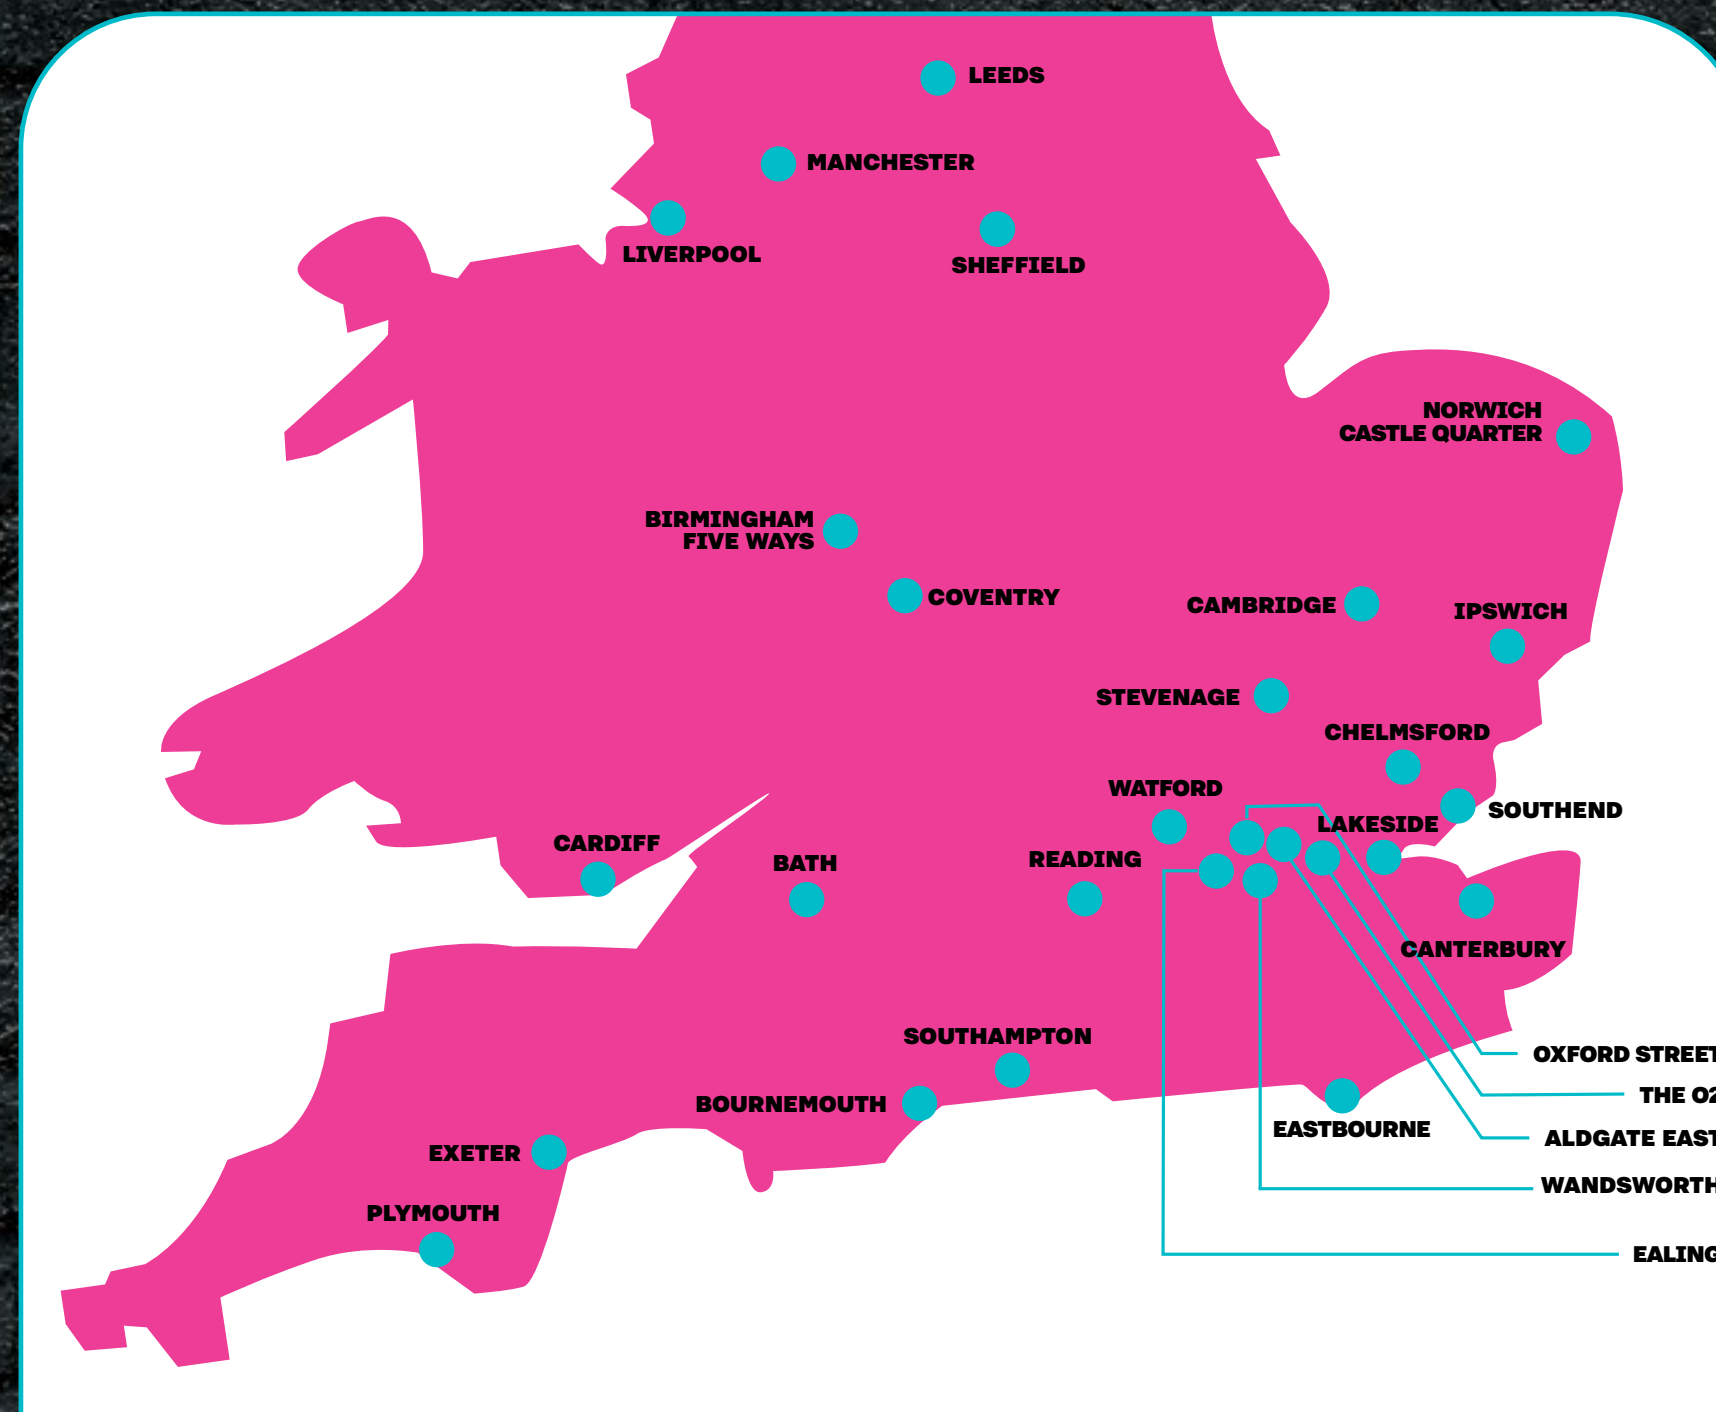 LEEDS
MANCHESTER
LIVERPOOL
SHEFFIELD
NORWICH
CASTLE QUARTER
BIRMINGHAM
FIVE WAYS
COVENTRY
CAMBRIDGE
IPSWICH
STEVENAGE
CHELMSFORD
WATFORD
SOUTHEND
LAKESIDE
CARDIFF
BATH
READING
CANTERBURY
SOUTHAMPTON
OXFORD STREET
BOURNEMOUTH
THE O2
EASTBOURNE
ALDGATE EAST
EXETER
WANDSWORTH
PLYMOUTH
EALING